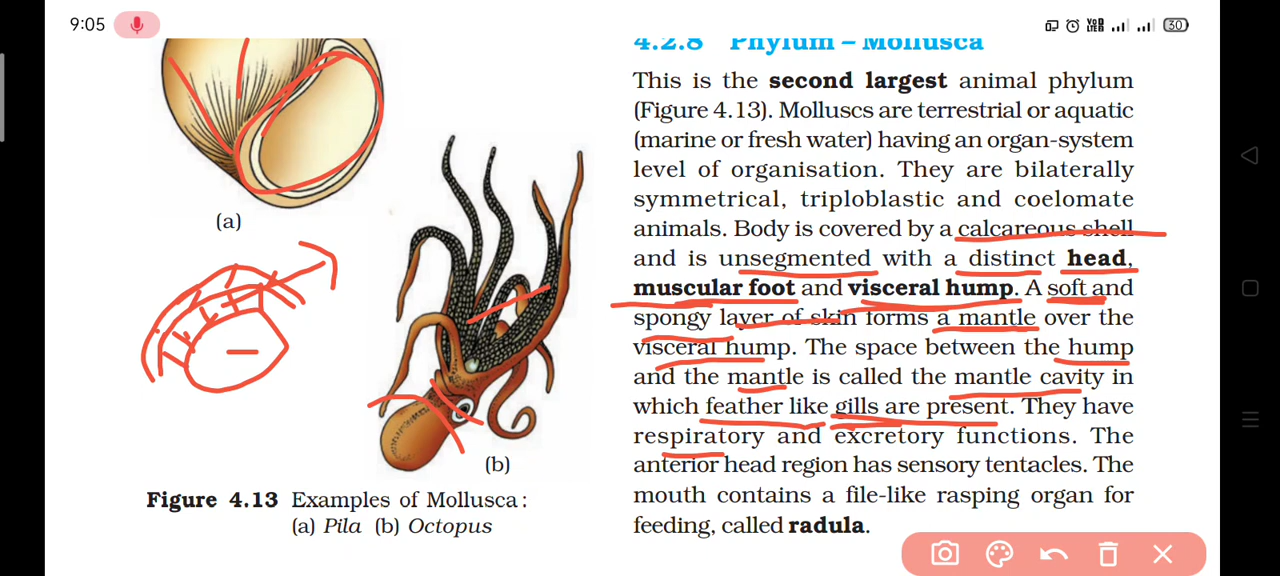 9:05
VoD LTE 30
4.2.8 Phylum – Mollusca
This is the second largest animal phylum
(Figure 4.13). Molluscs are terrestrial or aquatic
(marine or fresh water) having an organ-system
level of organisation. They are bilaterally
symmetrical, triploblastic and coelomate
animals. Body is covered by a calcareous shell
and is unsegmented with a distinct head,
muscular foot and visceral hump. A soft and
spongy layer of skin forms a mantle over the
visceral hump. The space between the hump
and the mantle is called the mantle cavity in
which feather like gills are present. They have
respiratory and excretory functions. The
anterior head region has sensory tentacles. The
mouth contains a file-like rasping organ for
feeding, called radula.
(a)
(b)
Figure 4.13 Examples of Mollusca :
(a) Pila (b) Octopus